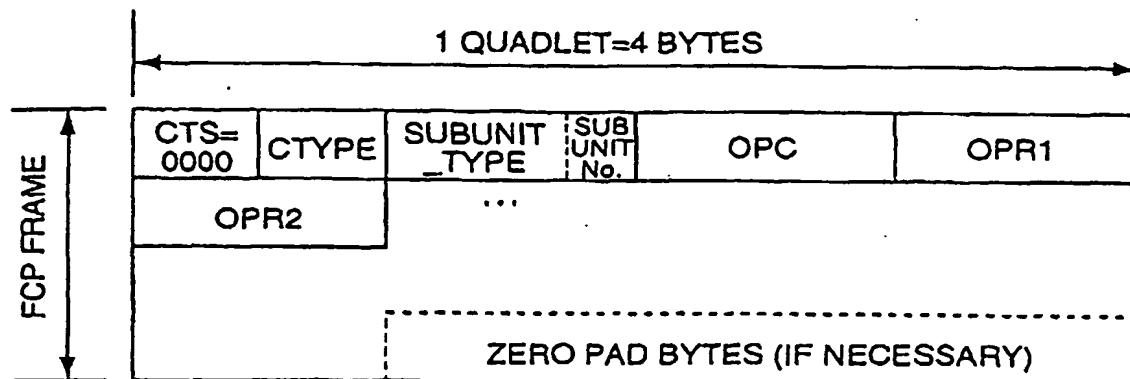 1 QUADLET=4 BYTES
FCP FRAME
CTS=
0000
CTYPE
SUBUNIT
_TYPE
SUB
UNIT
No.
OPC
OPR1
OPR2
...
ZERO PAD BYTES (IF NECESSARY)